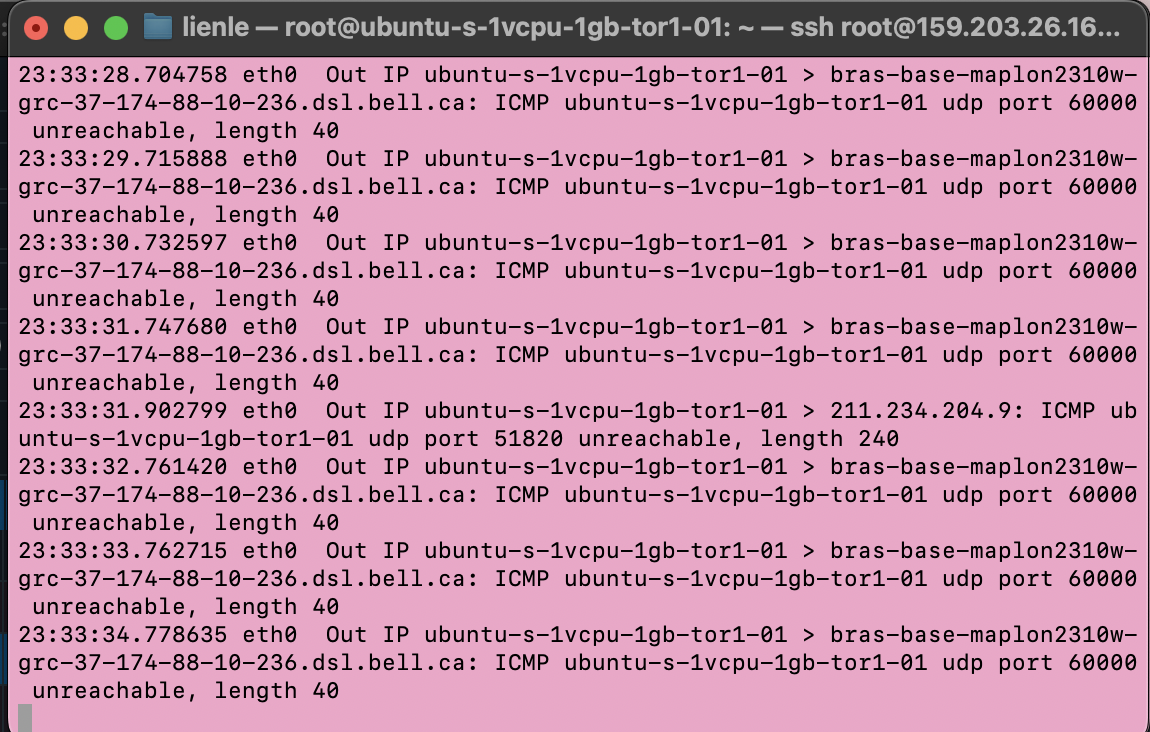 lienle — root@ubuntu-s-1vcpu-1gb-tor1-01: ~ — ssh root@159.203.26.16...
23:33:28.704758 eth0  Out IP ubuntu-s-1vcpu-1gb-tor1-01 > bras-base-maplon2310w-
grc-37-174-88-10-236.dsl.bell.ca: ICMP ubuntu-s-1vcpu-1gb-tor1-01 udp port 60000
 unreachable, length 40
23:33:29.715888 eth0  Out IP ubuntu-s-1vcpu-1gb-tor1-01 > bras-base-maplon2310w-
grc-37-174-88-10-236.dsl.bell.ca: ICMP ubuntu-s-1vcpu-1gb-tor1-01 udp port 60000
 unreachable, length 40
23:33:30.732597 eth0  Out IP ubuntu-s-1vcpu-1gb-tor1-01 > bras-base-maplon2310w-
grc-37-174-88-10-236.dsl.bell.ca: ICMP ubuntu-s-1vcpu-1gb-tor1-01 udp port 60000
 unreachable, length 40
23:33:31.747680 eth0  Out IP ubuntu-s-1vcpu-1gb-tor1-01 > bras-base-maplon2310w-
grc-37-174-88-10-236.dsl.bell.ca: ICMP ubuntu-s-1vcpu-1gb-tor1-01 udp port 60000
 unreachable, length 40
23:33:31.902799 eth0  Out IP ubuntu-s-1vcpu-1gb-tor1-01 > 211.234.204.9: ICMP ub
untu-s-1vcpu-1gb-tor1-01 udp port 51820 unreachable, length 240
23:33:32.761420 eth0  Out IP ubuntu-s-1vcpu-1gb-tor1-01 > bras-base-maplon2310w-
grc-37-174-88-10-236.dsl.bell.ca: ICMP ubuntu-s-1vcpu-1gb-tor1-01 udp port 60000
 unreachable, length 40
23:33:33.762715 eth0  Out IP ubuntu-s-1vcpu-1gb-tor1-01 > bras-base-maplon2310w-
grc-37-174-88-10-236.dsl.bell.ca: ICMP ubuntu-s-1vcpu-1gb-tor1-01 udp port 60000
 unreachable, length 40
23:33:34.778635 eth0  Out IP ubuntu-s-1vcpu-1gb-tor1-01 > bras-base-maplon2310w-
grc-37-174-88-10-236.dsl.bell.ca: ICMP ubuntu-s-1vcpu-1gb-tor1-01 udp port 60000
 unreachable, length 40